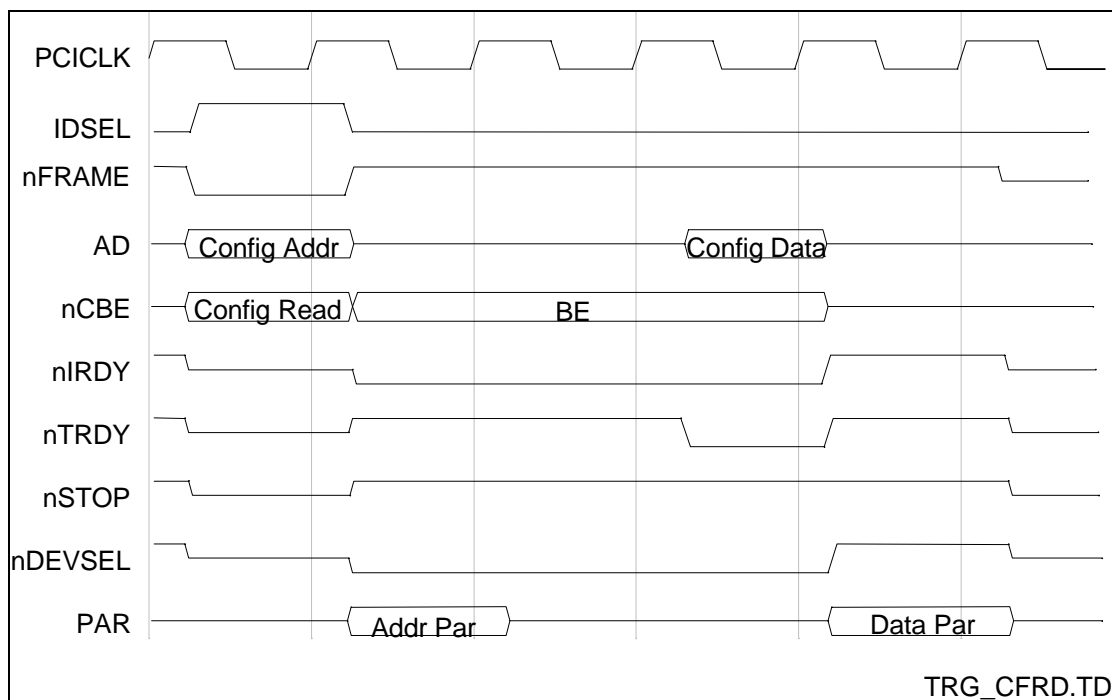 PCICLK
IDSEL
nFRAME
AD
Config Addr
Config Data
nCBE
Config Read
BE
nIRDY
nTRDY
nSTOP
nDEVSEL
PAR
Addr Par
Data Par
TRG_CFRD.TD